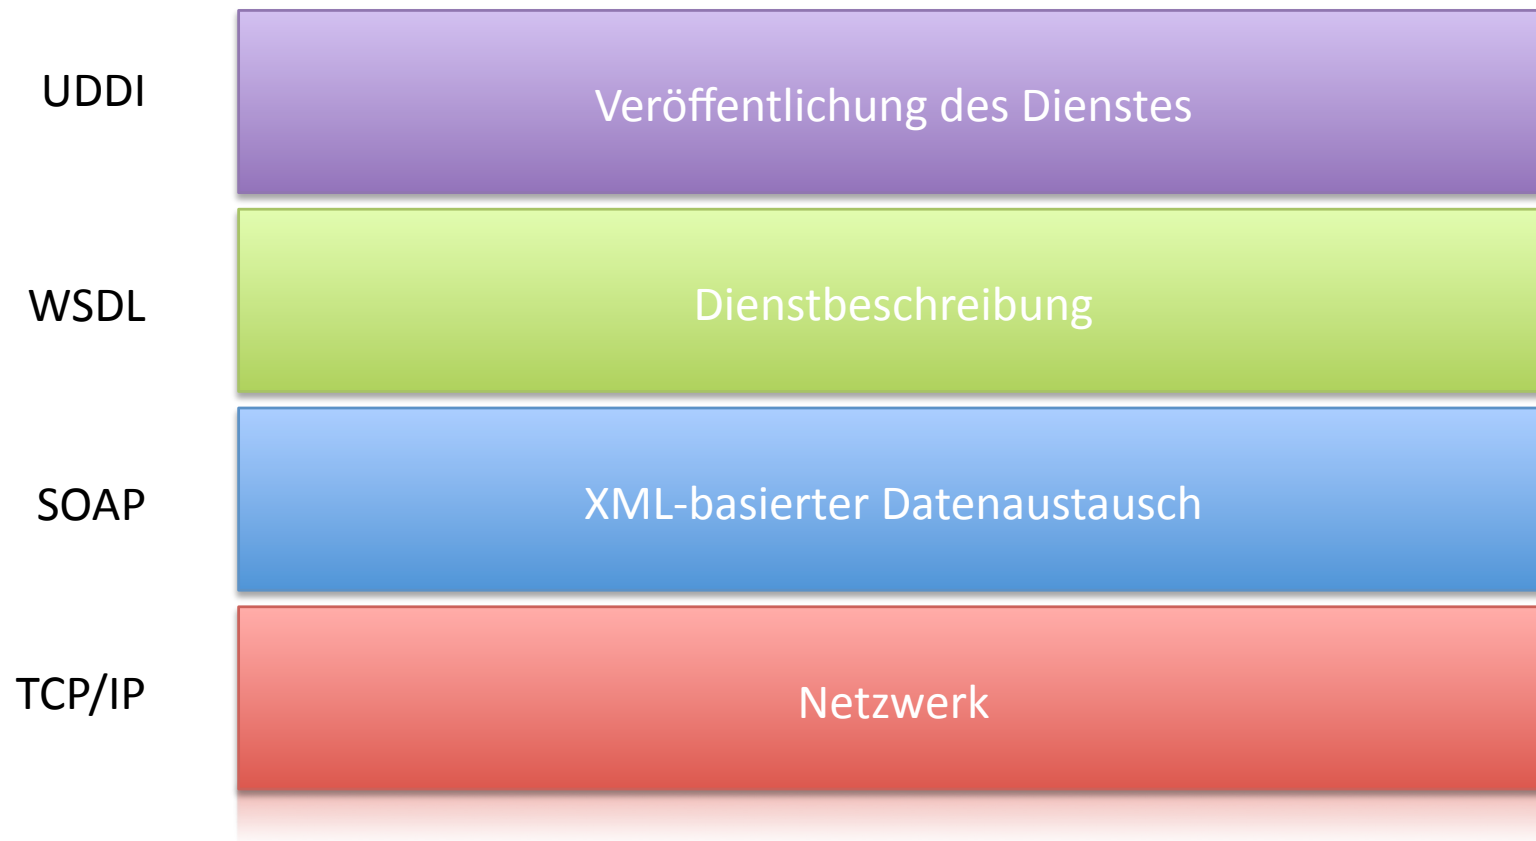 UDDI
Veröffentlichung des Dienstes
WSDL
Dienstbeschreibung
SOAP
XML-basierter Datenaustausch
TCP/IP
Netzwerk